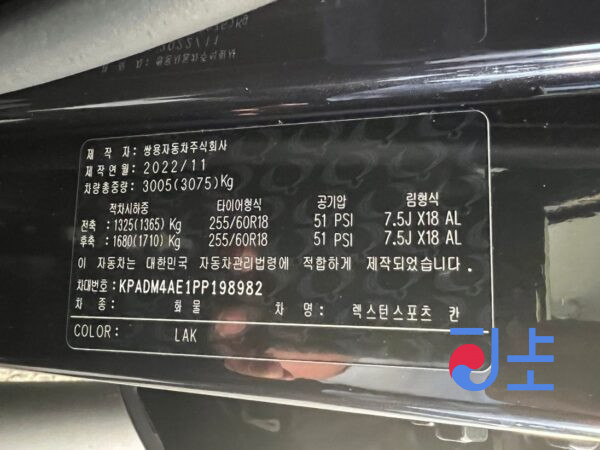 제 작 자: 쌍용자동차주식회사
제작연월: 2022/11
차량총중량: 3005(3075)Kg
적차시하중 타이어형식 공기압 림형식
전축 : 1325(1365) Kg 255/60R18 51 PSI 7.5J X18 AL
후축 : 1680(1710) Kg 255/60R18 51 PSI 7.5J X18 AL
이 자동차는 대한민국 자동차관리법령에 적합하게 제작되었습니다.
차대번호: KPADM4AE1PP198982
차 종: 화 물 차 명: 렉스턴스포츠 칸
COLOR: LAK